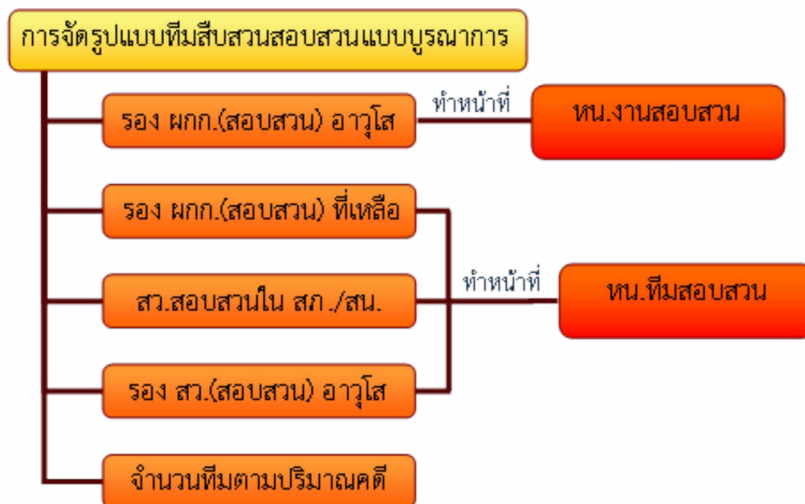 การจัดรูปแบบทีมสืบสวนสอบสวนแบบบูรณาการ
รอง ผกก.(สอบสวน) อาวุโส
ทำหน้าที่
หน.งานสอบสวน
รอง ผกก.(สอบสวน) ที่เหลือ
สว.สอบสวนใน สภ./สน.
ทำหน้าที่
หน.ทีมสอบสวน
รอง สว.(สอบสวน) อาวุโส
จำนวนทีมตามปริมาณคดี